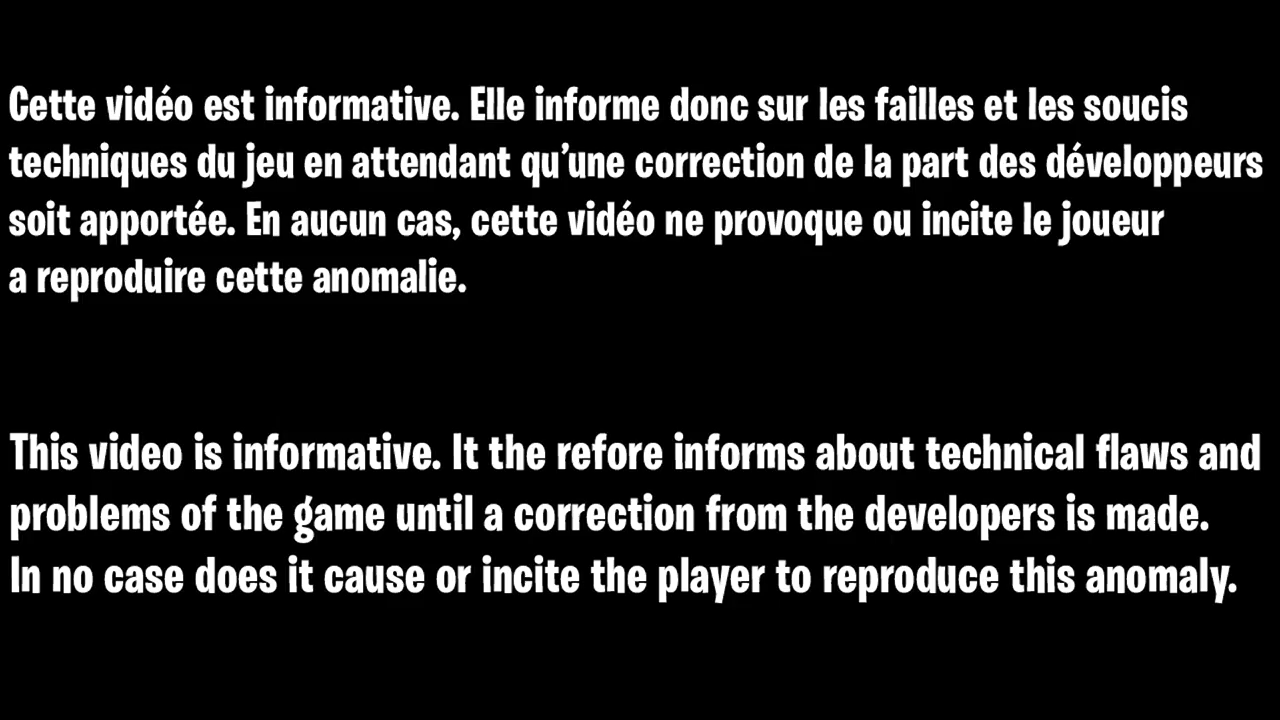 Cette vidéo est informative. Elle informe donc sur les failles et les soucis
techniques du jeu en attendant qu’une correction de la part des développeurs
soit apportée. En aucun cas, cette vidéo ne provoque ou incite le joueur
a reproduire cette anomalie.
This video is informative. It the refore informs about technical flaws and
problems of the game until a correction from the developers is made.
In no case does it cause or incite the player to reproduce this anomaly.